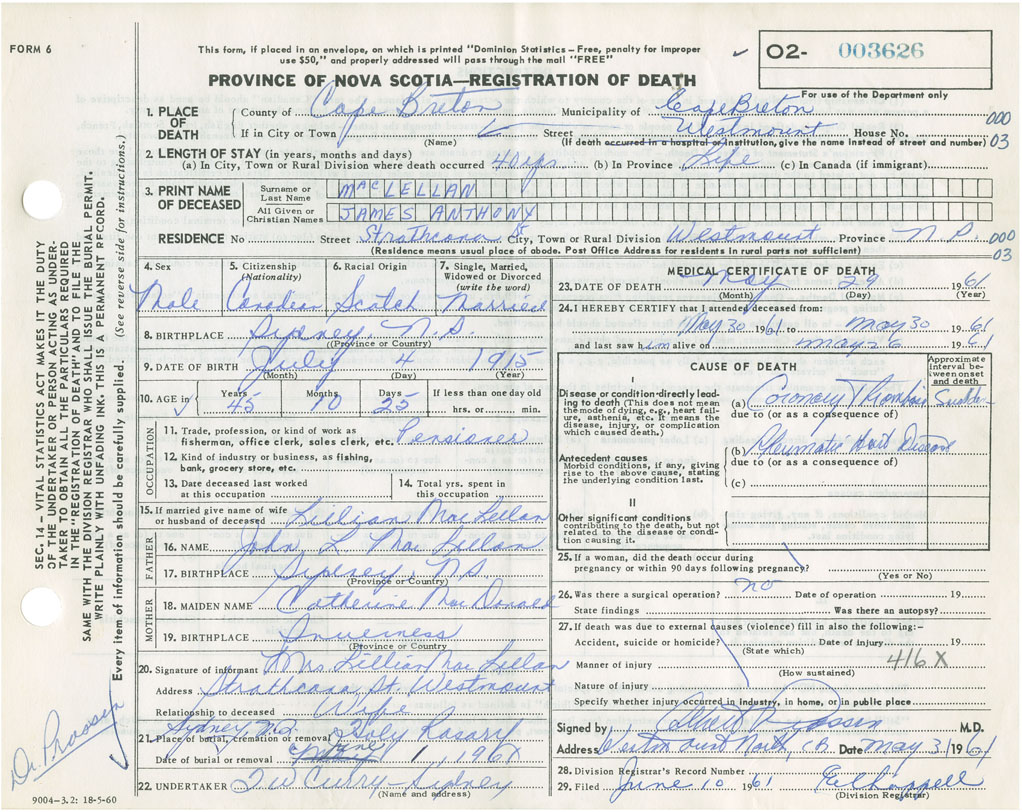 FORM 6
This form, if placed in an envelope, on which is printed "Dominion Statistics – Free, penalty for improper
use $50," and properly addressed will pass through the mail "FREE"
O2- 003626
PROVINCE OF NOVA SCOTIA—REGISTRATION OF DEATH
For use of the Department only
1. PLACE OF DEATH
County of Cape Breton Municipality of Cape Breton
000
If in City or Town Street Westmount House No.
(Name) (If death occurred in a hospital or institution, give the name instead of street and number) 03
2. LENGTH OF STAY (in years, months and days)
(a) In City, Town or Rural Division where death occurred 40 yrs (b) In Province Life (c) In Canada (if immigrant)
3. PRINT NAME OF DECEASED
Surname or Last Name MACLELLAN
All Given or Christian Names JAMES ANTHONY
RESIDENCE No Street Strathcona St City, Town or Rural Division Westmount Province N.S. 000
(Residence means usual place of abode. Post Office Address for residents in rural parts not sufficient) 03
4. Sex Male
5. Citizenship (Nationality) Canadian
6. Racial Origin Scotch
7. Single, Married, Widowed or Divorced (write the word) Married
8. BIRTHPLACE Sydney, N.S.
(Province or Country)
9. DATE OF BIRTH July 4 1915
(Month) (Day) (Year)
10. AGE in Years 45 Months 10 Days 25 If less than one day old hrs. or min.
OCCUPATION
11. Trade, profession, or kind of work as fisherman, office clerk, sales clerk, etc. Pensioner
12. Kind of industry or business, as fishing, bank, grocery store, etc.
13. Date deceased last worked at this occupation
14. Total yrs. spent in this occupation
15. If married give name of wife or husband of deceased Lillian MacLellan
FATHER
16. NAME John L MacLellan
17. BIRTHPLACE Sydney, N.S.
(Province or Country)
MOTHER
18. MAIDEN NAME Catherine MacDonald
19. BIRTHPLACE Inverness
(Province or Country)
20. Signature of informant Mrs Lillian MacLellan
Address Strathcona St Westmount
Relationship to deceased Wife
21. Place of burial, cremation or removal Sydney, N.S. Holy Rosary
Date of burial or removal June 1, 1961
22. UNDERTAKER T W Curry - Sydney
(Name and address)
MEDICAL CERTIFICATE OF DEATH
23. DATE OF DEATH May 29 1961
(Month) (Day) (Year)
24. I HEREBY CERTIFY that I attended deceased from:
May 30 1961 to May 30 1961
and last saw him alive on May 1961
CAUSE OF DEATH
Approximate interval between onset and death
I
Disease or condition directly leading to death (This does not mean the mode of dying, e.g., heart failure, asthenia, etc. It means the disease, injury, or complication which caused death.)
(a) Coronary Thrombosis Sudden
due to (or as a consequence of)
Antecedent causes
Morbid conditions, if any, giving rise to the above cause, stating the underlying condition last.
(b) Rheumatic Heart Disease
due to (or as a consequence of)
(c)
II
Other significant conditions contributing to the death, but not related to the disease or condition causing it.
25. If a woman, did the death occur during
pregnancy or within 90 days following pregnancy?
(Yes or No)
26. Was there a surgical operation? no Date of operation 19
State findings Was there an autopsy?
27. If death was due to external causes (violence) fill in also the following:-
Accident, suicide or homicide? Date of injury 19
(State which)
416X
Manner of injury
(How sustained)
Nature of injury
Specify whether injury occurred in Industry, in home, or in public place
Signed by M.D.
Address Date May 31 1961
28. Division Registrar's Record Number
29. Filed June 10 1961
(Division Registrar)
SEC. 14 – VITAL STATISTICS ACT MAKES IT THE DUTY
OF THE UNDERTAKER OR PERSON ACTING AS UNDER-
TAKER TO OBTAIN ALL THE PARTICULARS REQUIRED
IN THE "REGISTRATION OF DEATH" AND TO FILE THE
SAME WITH THE DIVISION REGISTRAR WHO SHALL ISSUE THE BURIAL PERMIT.
WRITE PLAINLY WITH UNFADING INK. THIS IS A PERMANENT RECORD.
Every item of information should be carefully supplied. (See reverse side for instructions.)
9004-3.2: 18-5-60